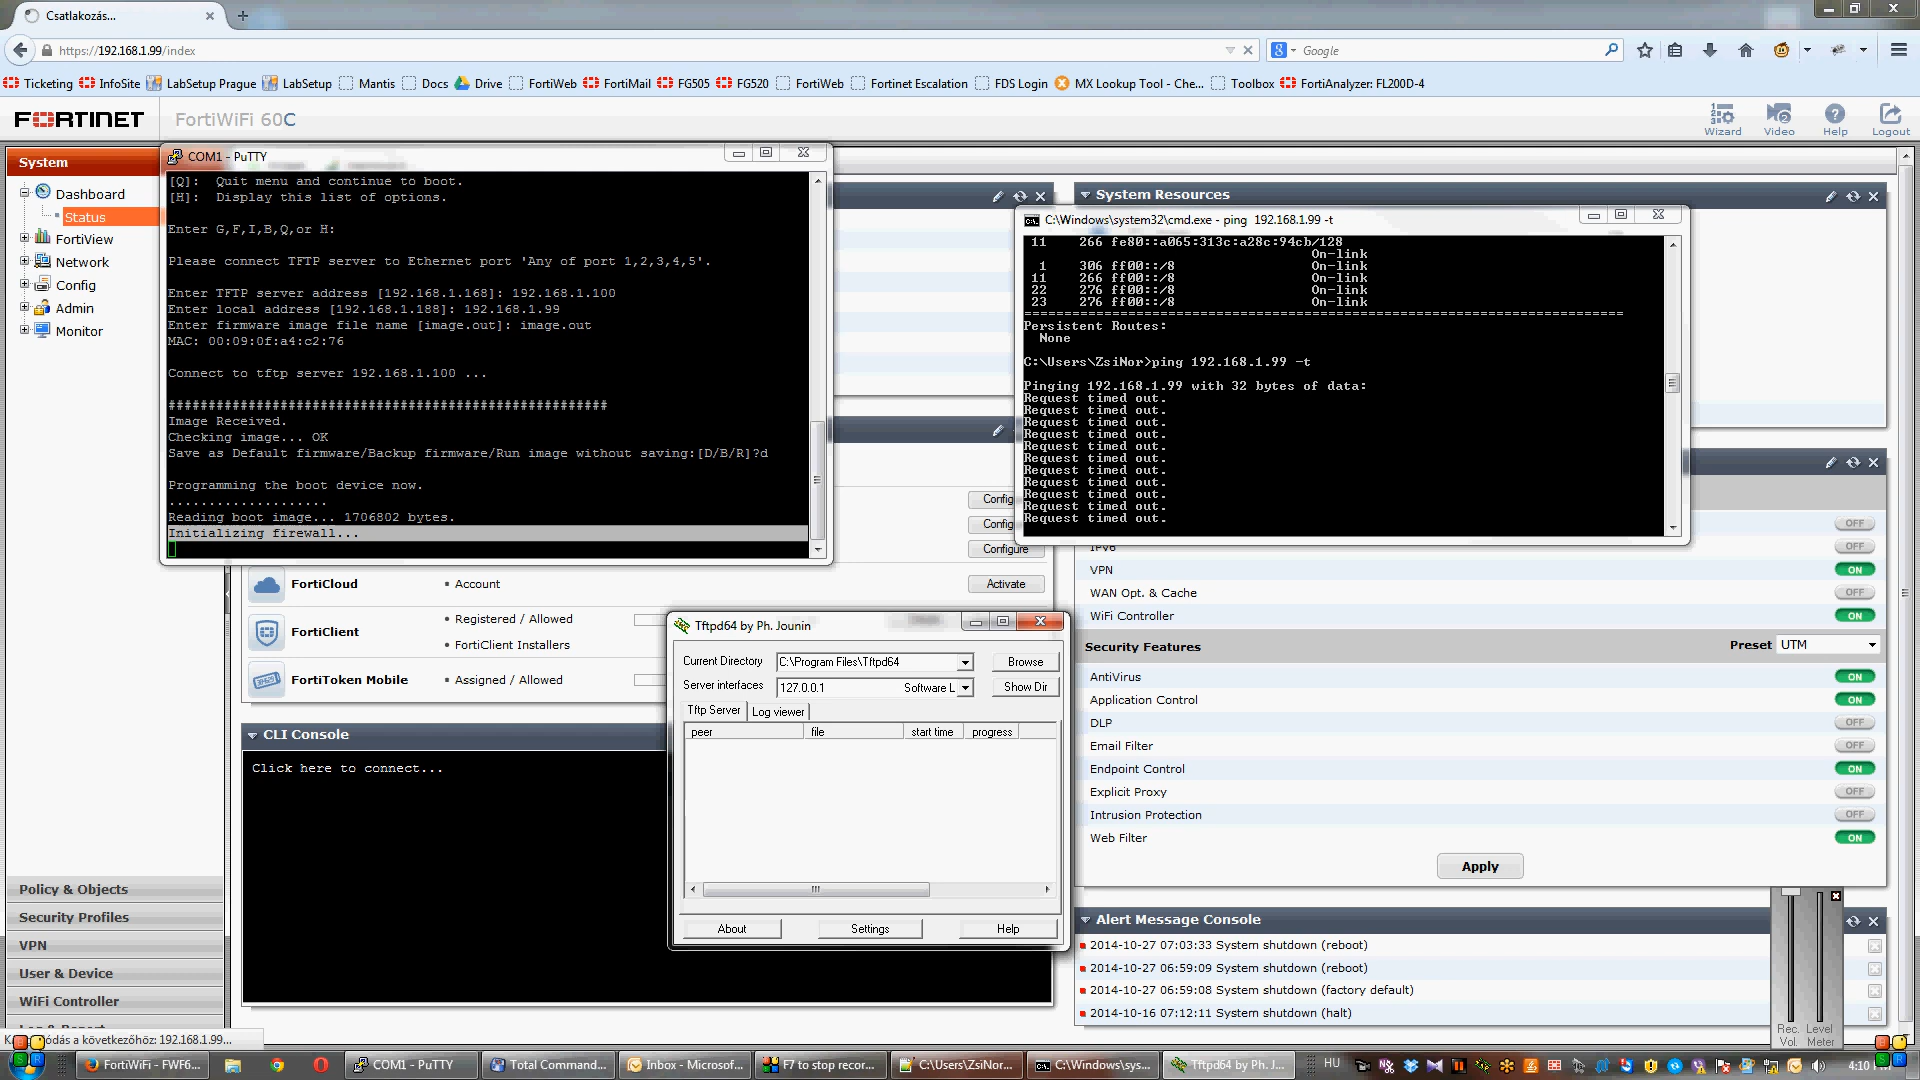 Csatlakozás...
https://192.168.1.99/index
Google
Ticketing InfoSite LabSetup Prague LabSetup Mantis Docs Drive FortiWeb FortiMail FG505 FG520 FortiWeb Fortinet Escalation FDS Login MX Lookup Tool - Che... Toolbox FortiAnalyzer: FL200D-4
FORTINET FortiWiFi 60C
Wizard Video Help Logout
System
Dashboard
Status
FortiView
Network
Config
Admin
Monitor
Policy & Objects
Security Profiles
VPN
User & Device
WiFi Controller
COM1 - PuTTY
[Q]: Quit menu and continue to boot.
[H]: Display this list of options.
Enter G,F,I,B,Q,or H:
Please connect TFTP server to Ethernet port 'Any of port 1,2,3,4,5'.
Enter TFTP server address [192.168.1.168]: 192.168.1.100
Enter local address [192.168.1.188]: 192.168.1.99
Enter firmware image file name [image.out]: image.out
MAC: 00:09:0f:a4:c2:76
Connect to tftp server 192.168.1.100 ...
#######################################################
Image Received.
Checking image... OK
Save as Default firmware/Backup firmware/Run image without saving:[D/B/R]?d
Programming the boot device now.
....................
Reading boot image... 1706802 bytes.
Initializing firewall...
Config
Config
Configure
FortiCloud Account Activate
FortiClient Registered / Allowed
FortiClient Installers
FortiToken Mobile Assigned / Allowed
CLI Console
Click here to connect...
Tftpd64 by Ph. Jounin
Current Directory C:\Program Files\Tftpd64 Browse
Server interfaces 127.0.0.1 Software L Show Dir
Tftp Server Log viewer
peer file start time progress
About Settings Help
System Resources
C:\Windows\system32\cmd.exe - ping 192.168.1.99 -t
11 266 fe80::a065:313c:a28c:94cb/128
On-link
1 306 ff00::/8 On-link
11 266 ff00::/8 On-link
22 276 ff00::/8 On-link
23 276 ff00::/8 On-link
===========================================================================
Persistent Routes:
None
C:\Users\ZsiNor>ping 192.168.1.99 -t
Pinging 192.168.1.99 with 32 bytes of data:
Request timed out.
Request timed out.
Request timed out.
Request timed out.
Request timed out.
Request timed out.
Request timed out.
Request timed out.
Request timed out.
Request timed out.
Request timed out.
OFF
IPv6 OFF
VPN ON
WAN Opt. & Cache OFF
WiFi Controller ON
Security Features Preset UTM
AntiVirus ON
Application Control ON
DLP OFF
Email Filter OFF
Endpoint Control ON
Explicit Proxy OFF
Intrusion Protection OFF
Web Filter ON
Apply
Alert Message Console
2014-10-27 07:03:33 System shutdown (reboot)
2014-10-27 06:59:09 System shutdown (reboot)
2014-10-27 06:59:08 System shutdown (factory default)
2014-10-16 07:12:11 System shutdown (halt)
Rec. Level
Vol. Meter
a következőhöz: 192.168.1.99...
FortiWiFi - FWF6... COM1 - PuTTY Total Command... Inbox - Microsof... F7 to stop recor... C:\Users\ZsiNor... C:\Windows\sys... Tftpd64 by Ph. J... HU 4:10